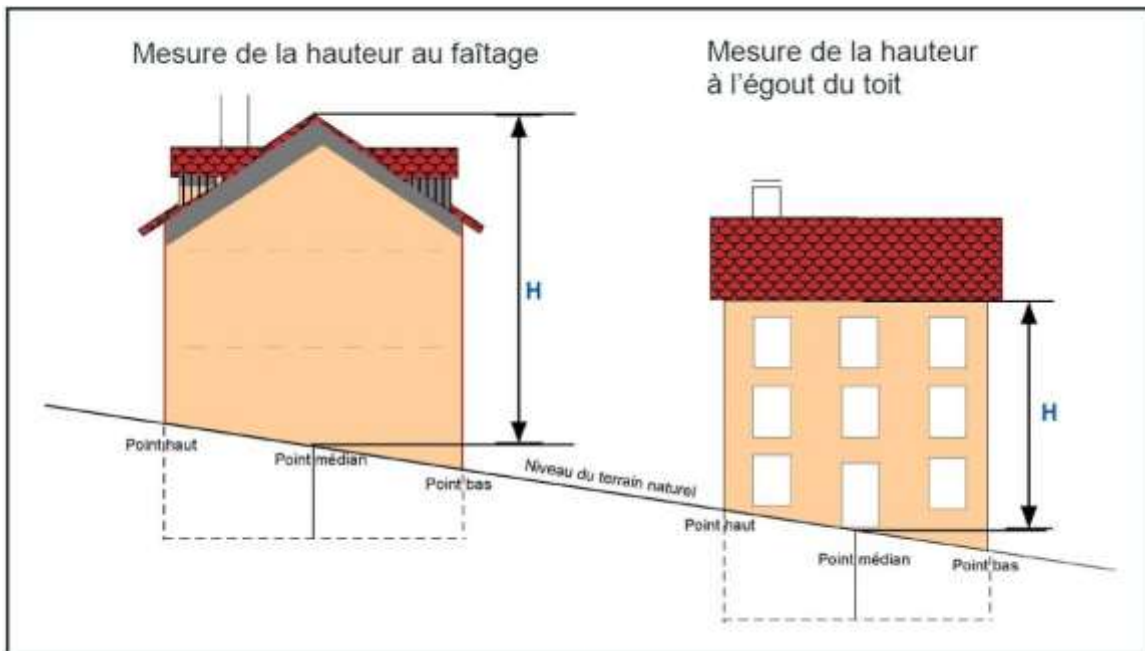 Mesure de la hauteur au faîtage
Mesure de la hauteur
à l'égout du toit
H
H
Point haut
Point médian
Point bas
Niveau du terrain naturel
Point haut
Point médian
Point bas